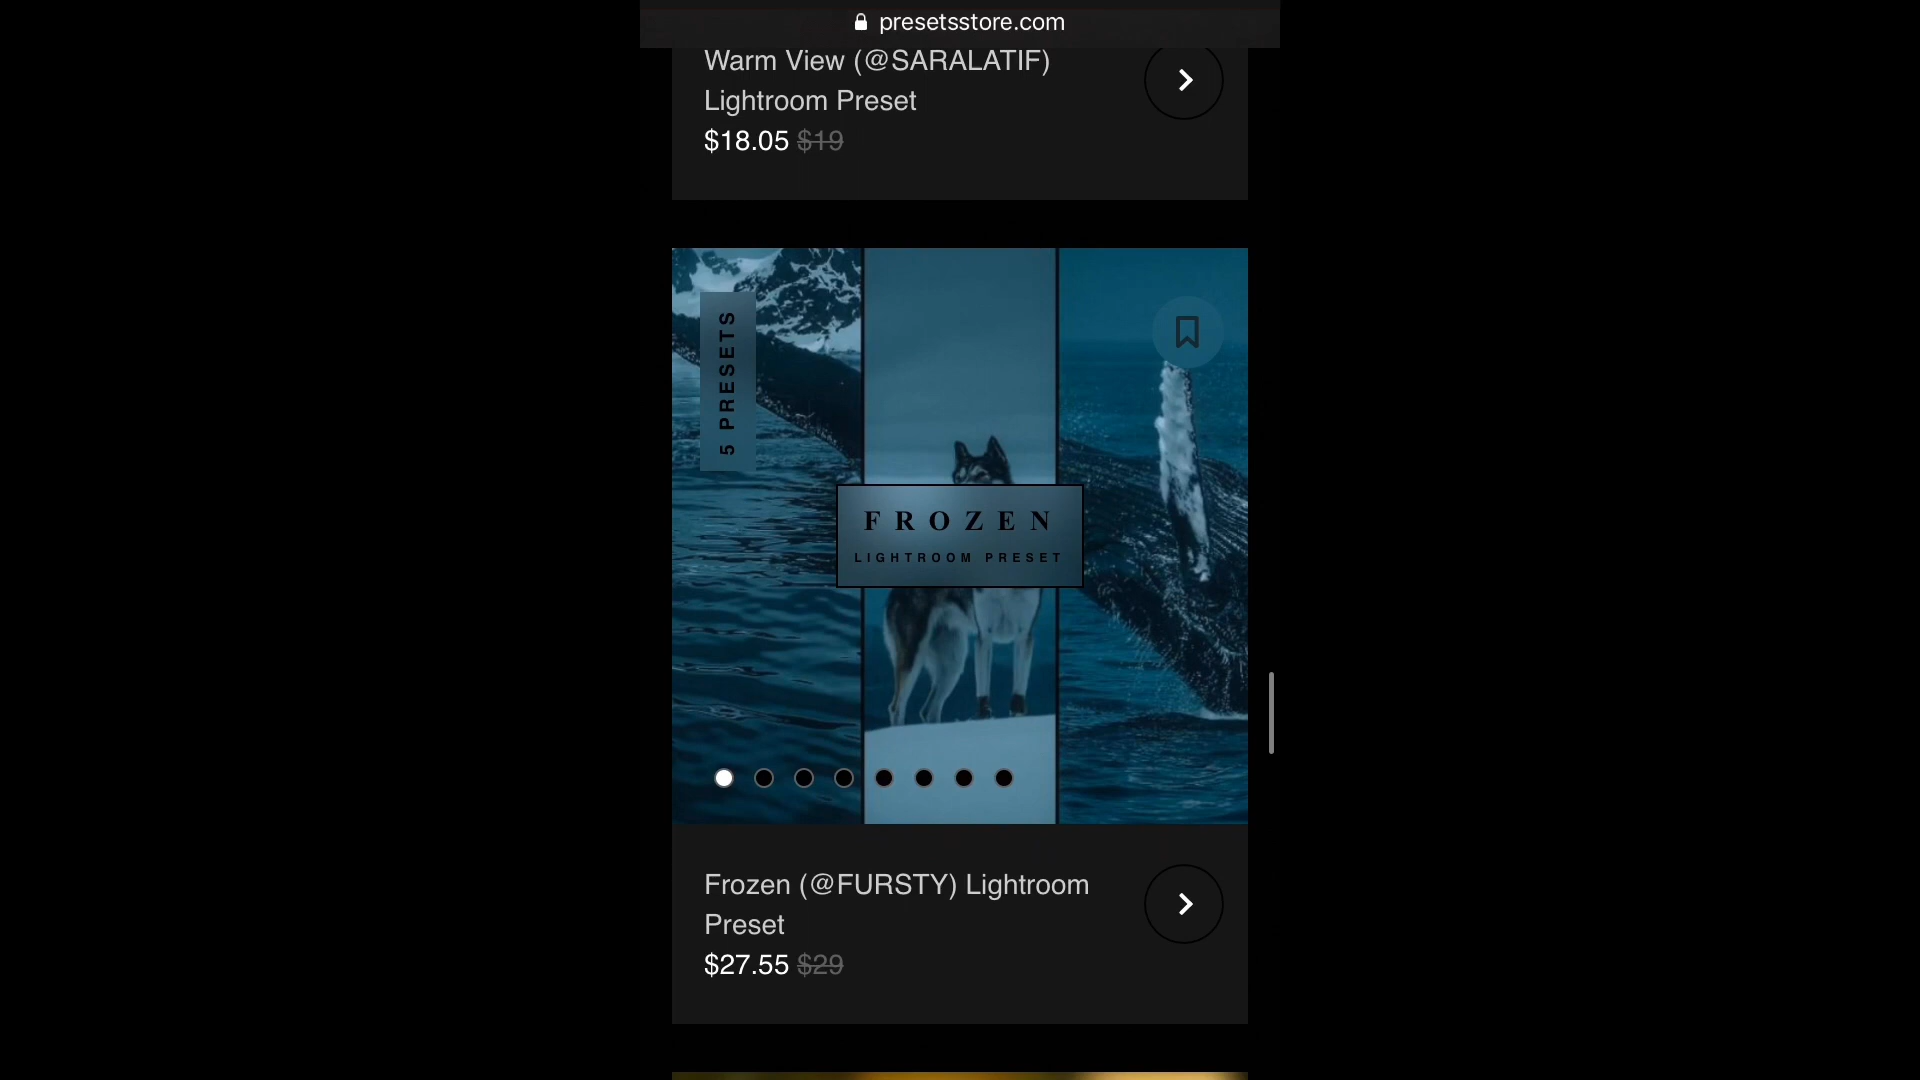 presetsstore.com
Warm View (@SARALATIF)
Lightroom Preset
$18.05 $19
5 PRESETS
FROZEN
LIGHTROOM PRESET
Frozen (@FURSTY) Lightroom
Preset
$27.55 $29